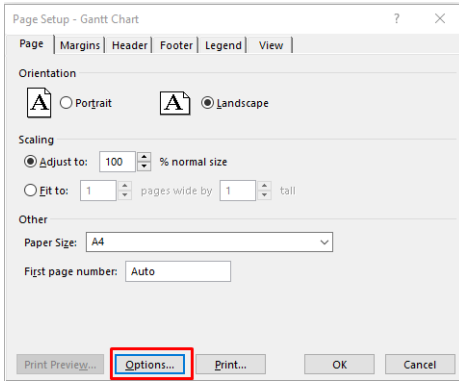 Page Setup - Gantt Chart ? ×
Page Margins Header Footer Legend View
Orientation
A Portrait A Landscape
Scaling
Adjust to: 100 % normal size
Fit to: 1 pages wide by 1 tall
Other
Paper Size: A4
First page number: Auto
Print Preview... Options... Print... OK Cancel